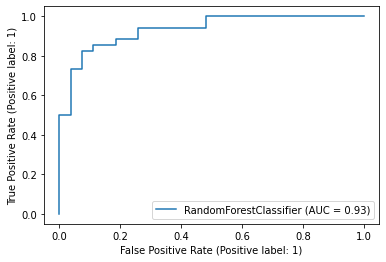 True Positive Rate (Positive label: 1)
1.0
0.8
0.6
0.4
0.2
0.0
RandomForestClassifier (AUC = 0.93)
0.0 0.2 0.4 0.6 0.8 1.0
False Positive Rate (Positive label: 1)